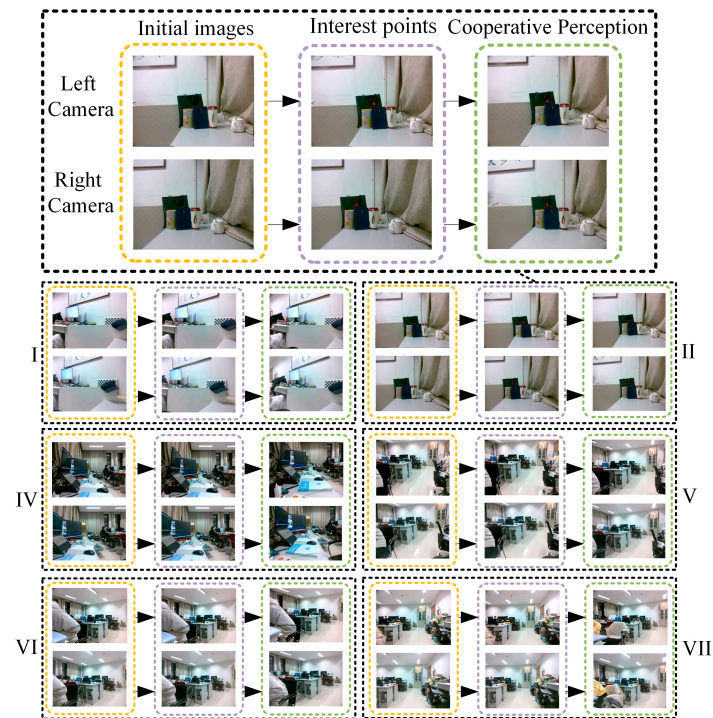 Initial images
Interest points
Cooperative Perception
Left
Camera
Right
Camera
I
II
IV
V
VI
VII